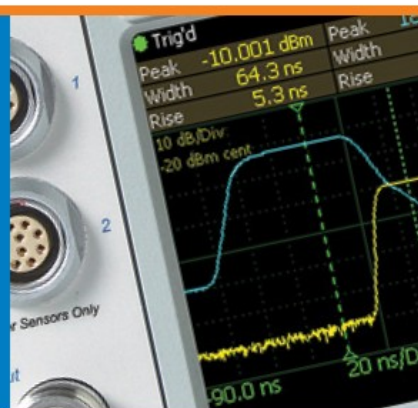 Trig'd
Peak -10.001 dBm Peak
Width 64.3 ns Width
Rise 5.3 ns Rise
10 dB/Div
-20 dBm cent
1
2
Sensors Only
-90.0 ns
20 ns/D